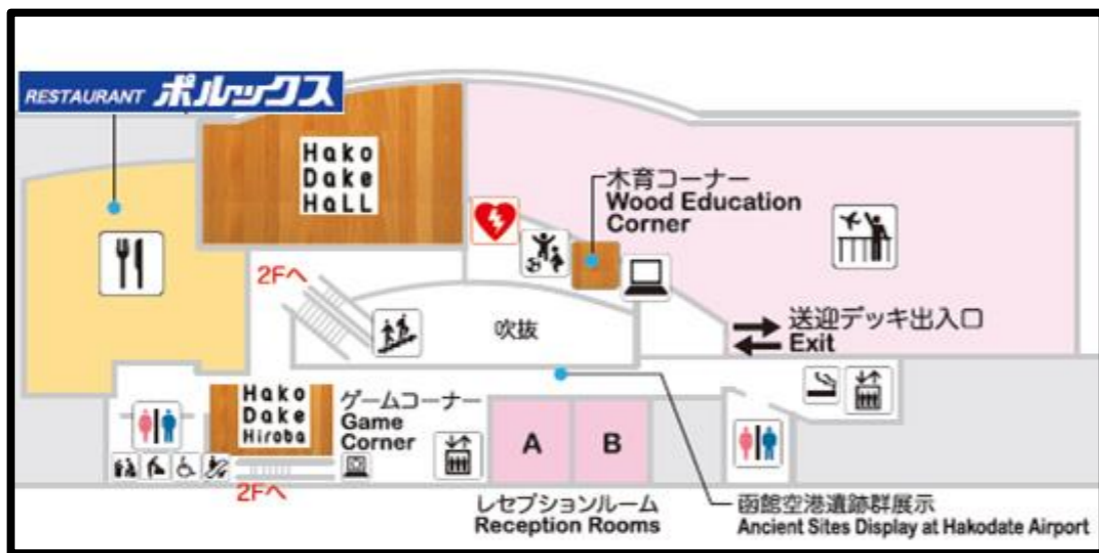 RESTAURANT ポルックス
Hako
Dake
HaLL
木育コーナー
Wood Education
Corner
2Fへ
吹抜
送迎デッキ出入口
Exit
Hako
Dake
Hiroba
ゲームコーナー
Game
Corner
A
B
2Fへ
レセプションルーム
Reception Rooms
函館空港遺跡群展示
Ancient Sites Display at Hakodate Airport